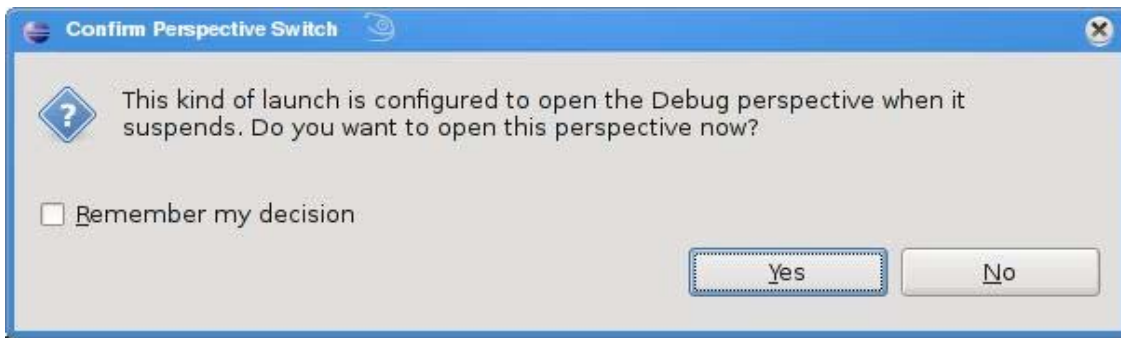 Confirm Perspective Switch
?
This kind of launch is configured to open the Debug perspective when it
suspends. Do you want to open this perspective now?
Remember my decision
Yes No